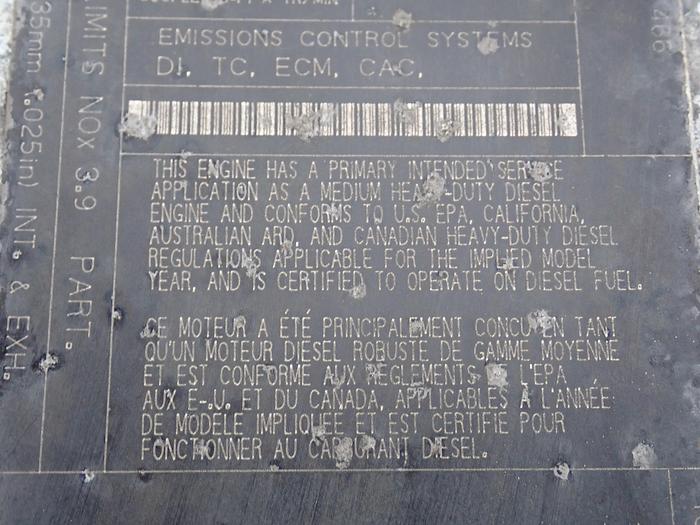 EMISSIONS CONTROL SYSTEMS
DI, TC, ECM, CAC,
THIS ENGINE HAS A PRIMARY INTENDED SERVICE
APPLICATION AS A MEDIUM HEAVY-DUTY DIESEL
ENGINE AND CONFORMS TO U.S. EPA, CALIFORNIA,
AUSTRALIAN ARD, AND CANADIAN HEAVY-DUTY DIESEL
REGULATIONS APPLICABLE FOR THE IMPLIED MODEL
YEAR, AND IS CERTIFIED TO OPERATE ON DIESEL FUEL.
CE MOTEUR A ÉTÉ PRINCIPALEMENT CONCU EN TANT
QU'UN MOTEUR DIESEL ROBUSTE DE GAMME MOYENNE
ET EST CONFORME AUX REGLEMENTS DE L'EPA
AUX E-.U. ET DU CANADA, APPLICABLES À L'ANNÉE
DE MODÈLE IMPLIQUÉE ET EST CERTIFIÉ POUR
FONCTIONNER AU CARBURANT DIESEL.
IMITS NOX 3.9 PART.
35mm .025in) INT. & EXH.